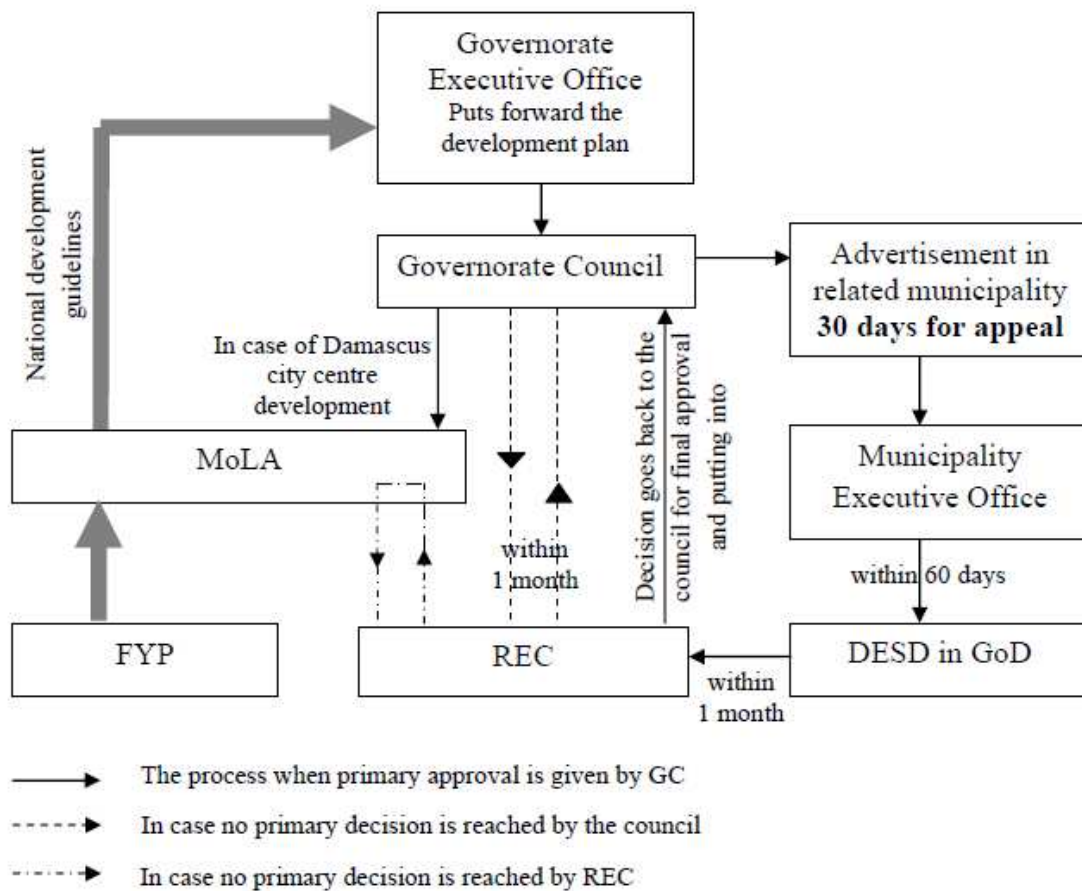 Governorate
Executive Office
Puts forward the
development plan
National development
guidelines
Governorate Council
Advertisement in
related municipality
30 days for appeal
In case of Damascus
city centre
development
MoLA
within
1 month
Decision goes back to the
council for final approval
and putting into
Municipality
Executive Office
within 60 days
FYP
REC
within
1 month
DESD in GoD
The process when primary approval is given by GC
In case no primary decision is reached by the council
In case no primary decision is reached by REC